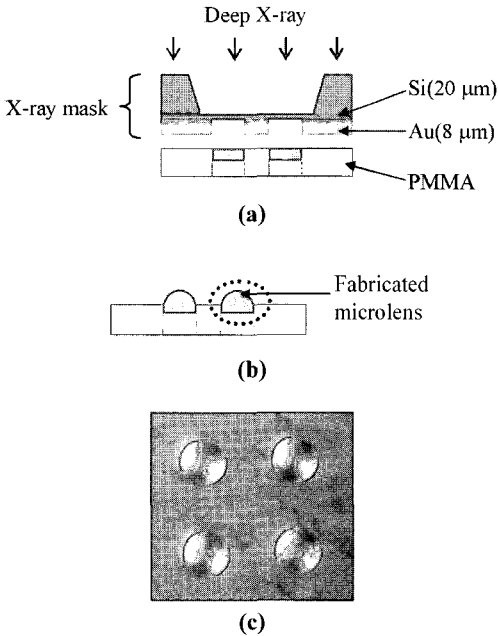 Deep X-ray
X-ray mask
Si(20 μm)
Au(8 μm)
PMMA
(a)
Fabricated
microlens
(b)
(c)